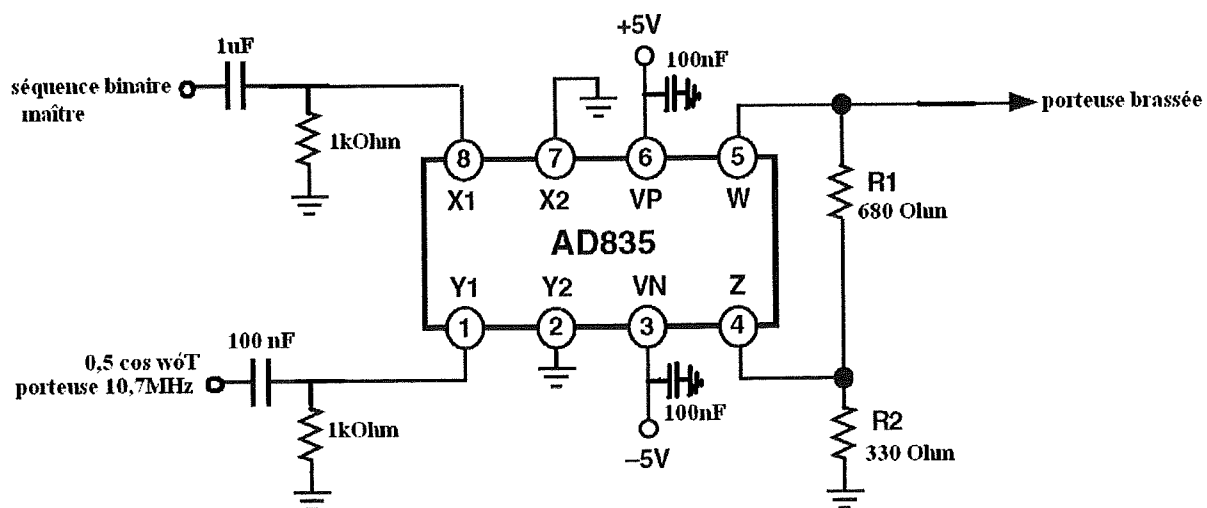 +5V
1uF
100nF
séquence binaire
maître
porteuse brassée
1kOhm
8
7
6
5
X1
X2
VP
W
R1
680 Ohm
AD835
Y1
Y2
VN
Z
1
2
3
4
100 nF
0,5 cos wóT
porteuse 10,7MHz
100nF
1kOhm
R2
330 Ohm
–5V